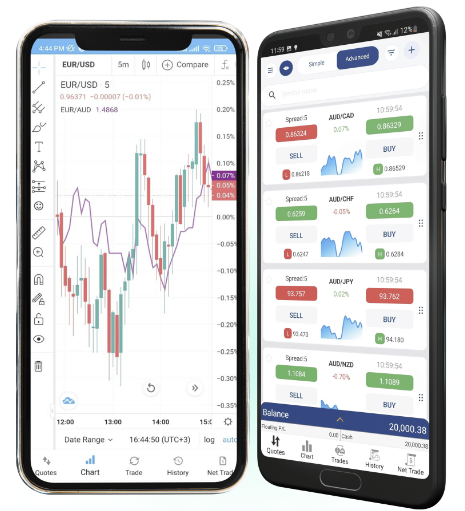 4:44 PM
EUR/USD 5m Compare
EUR/USD 5
0.96371 −0.00007 (−0.01%)
EUR/AUD 1.4868
0.25%
0.20%
0.15%
0.10%
0.07%
0.05%
0.04%
0.00%
−0.05%
−0.10%
−0.15%
−0.20%
−0.25%
−0.30%
−0.35%
12:00 13:00 14:00 15:
Date Range 16:44:50 (UTC+3) log auto
Quotes Chart Trade History Net Trad
11:59 12%
Simple Advanced
Spread:5 AUD/CAD 10:59:54
0.86324 0.07% 0.86329
SELL BUY
L 0.86218 H 0.86529
Spread:5 AUD/CHF 10:59:54
0.6259 -0.05% 0.6264
SELL BUY
L 0.6247 H 0.6284
Spread:5 AUD/JPY 10:59:54
93.757 0.02% 93.762
SELL BUY
L 93.473 H 94.180
Spread:5 AUD/NZD 10:59:54
1.1084 -0.70% 1.1089
SELL BUY
Balance 20,000.38
Floating P/L 0.00 Cash 20,000.38
Quotes Chart Trades History Net Trade